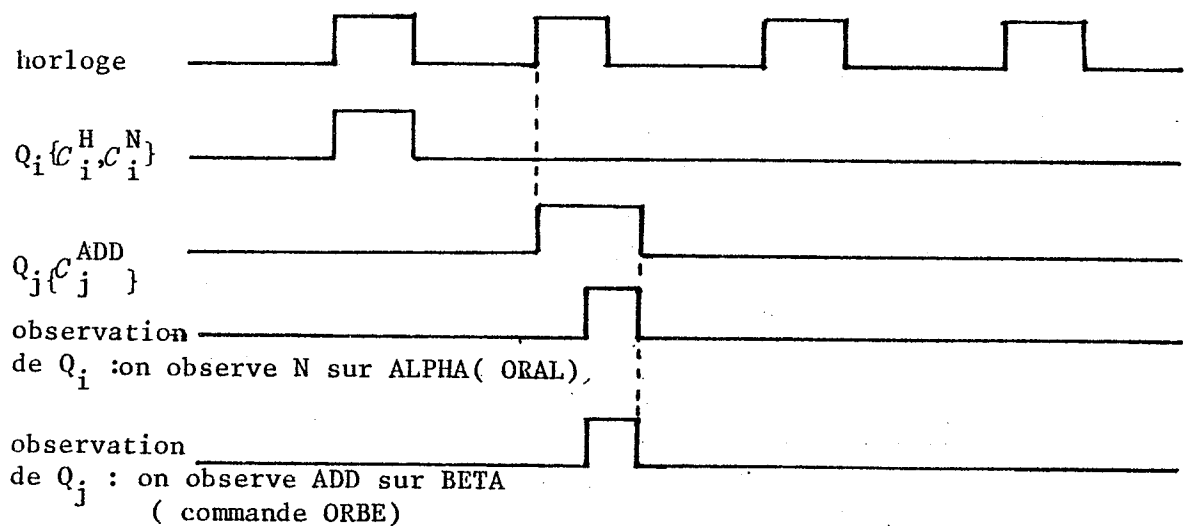 horloge
Q_i{C_i^H,C_i^N}
Q_j{C_j^ADD}
observation
de Q_i :on observe N sur ALPHA( ORAL),
observation
de Q_j : on observe ADD sur BETA
( commande ORBE)